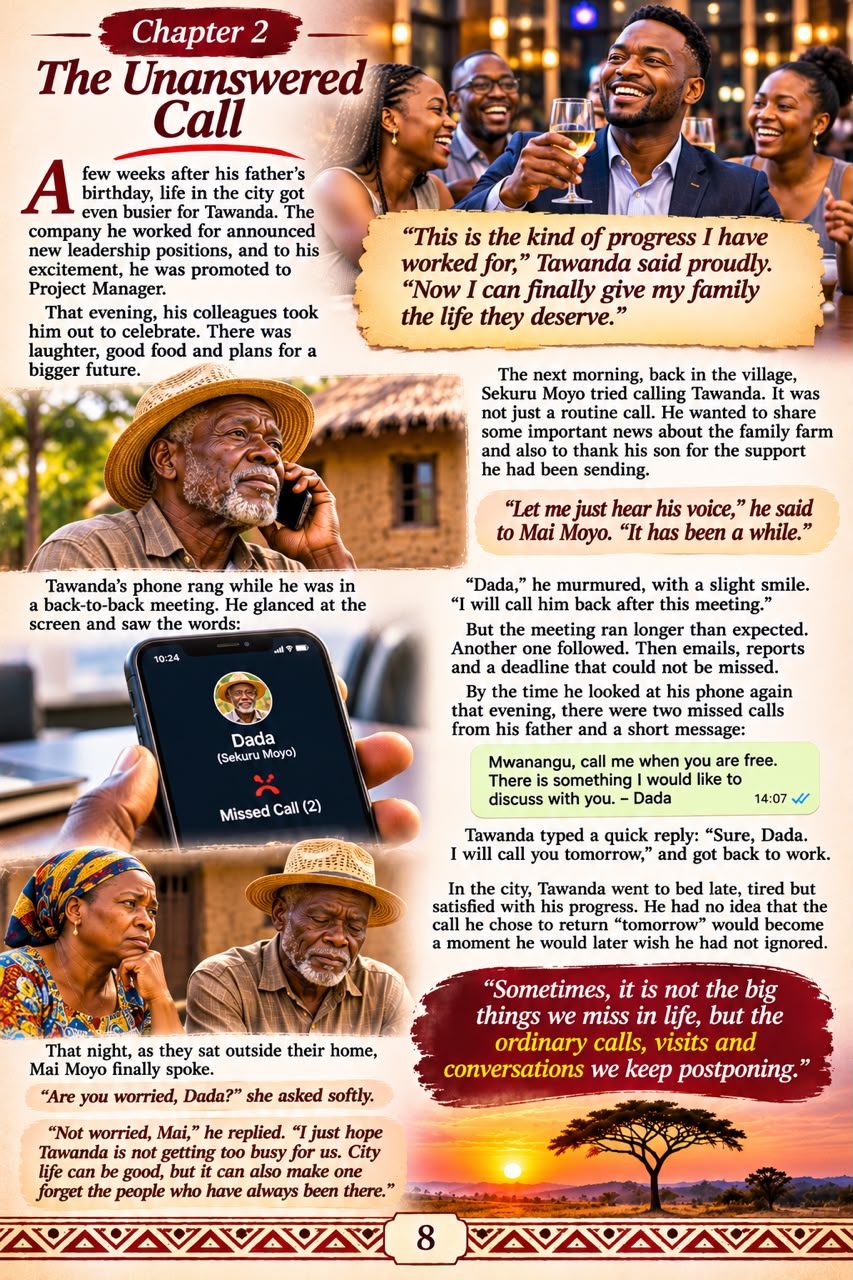 Chapter 2
The Unanswered
Call
A few weeks after his father's
birthday, life in the city got
even busier for Tawanda. The
company he worked for announced
new leadership positions, and to his
excitement, he was promoted to
Project Manager.
That evening, his colleagues took
him out to celebrate. There was
laughter, good food and plans for a
bigger future.
“This is the kind of progress I have
worked for,” Tawanda said proudly.
“Now I can finally give my family
the life they deserve.”
The next morning, back in the village,
Sekuru Moyo tried calling Tawanda. It was
not just a routine call. He wanted to share
some important news about the family farm
and also to thank his son for the support
he had been sending.
“Let me just hear his voice,” he said
to Mai Moyo. “It has been a while.”
Tawanda's phone rang while he was in
a back-to-back meeting. He glanced at the
screen and saw the words:
10:24
Dada
(Sekuru Moyo)
Missed Call (2)
“Dada,” he murmured, with a slight smile.
“I will call him back after this meeting.”
But the meeting ran longer than expected.
Another one followed. Then emails, reports
and a deadline that could not be missed.
By the time he looked at his phone again
that evening, there were two missed calls
from his father and a short message:
Mwanangu, call me when you are free.
There is something I would like to
discuss with you. – Dada
14:07
Tawanda typed a quick reply: “Sure, Dada.
I will call you tomorrow,” and got back to work.
That night, as they sat outside their home,
Mai Moyo finally spoke.
“Are you worried, Dada?” she asked softly.
“Not worried, Mai,” he replied. “I just hope
Tawanda is not getting too busy for us. City
life can be good, but it can also make one
forget the people who have always been there.”
In the city, Tawanda went to bed late, tired but
satisfied with his progress. He had no idea that the
call he chose to return “tomorrow” would become
a moment he would later wish he had not ignored.
“Sometimes, it is not the big
things we miss in life, but the
ordinary calls, visits and
conversations we keep postponing.”
8